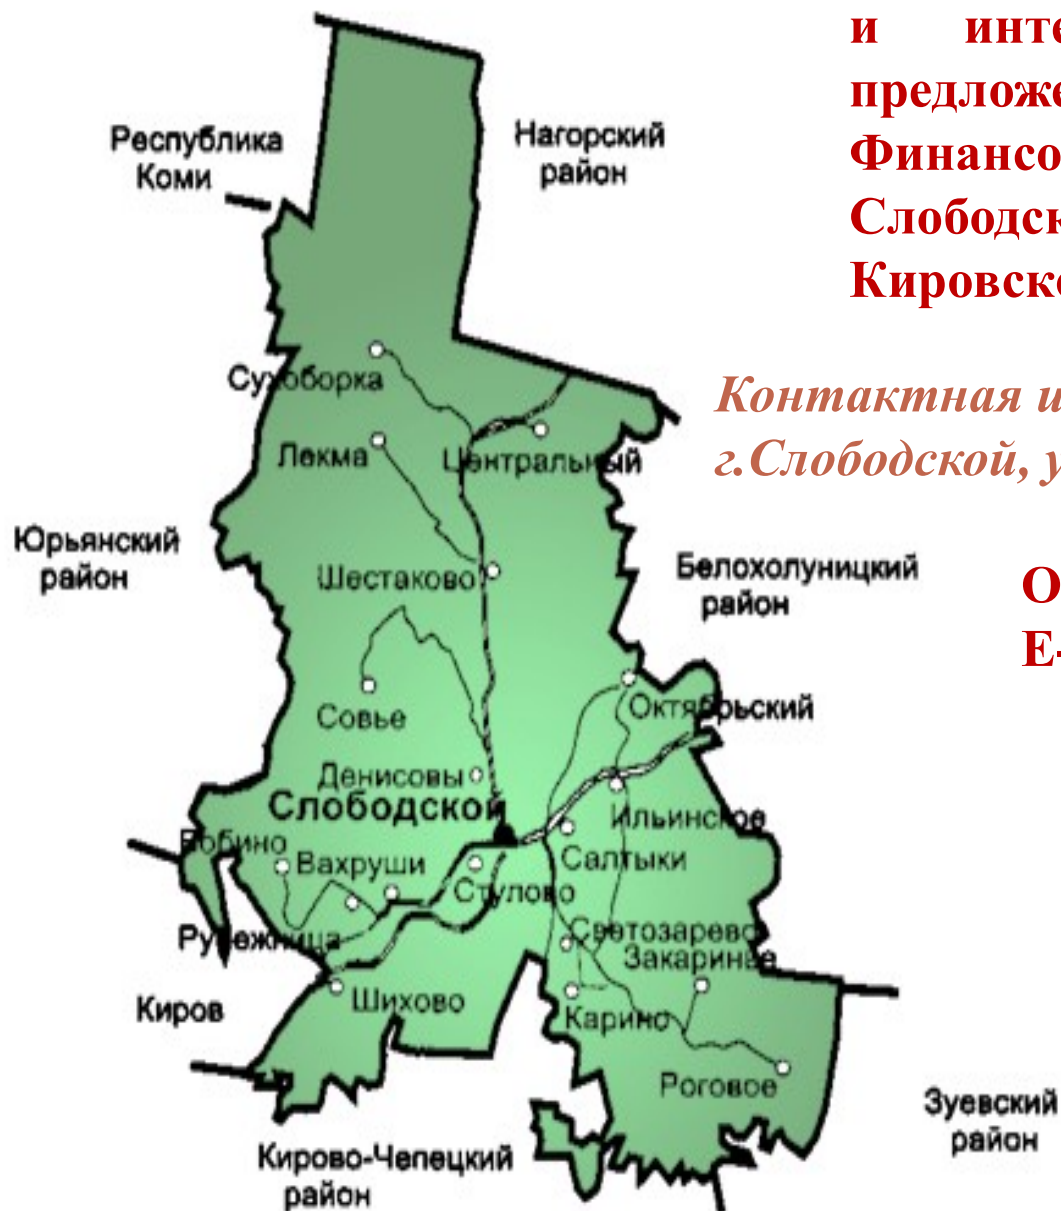 и инте
предложе
Финансо
Слободск
Кировско
Республика
Коми
Нагорский
район
Сухоборка
Контактная и
г.Слободской, у
Лекма
Центральный
Юрьянский
район
Шестаково
Белохолуницкий
район
О
Е-
Совье
Октябрьский
Денисовы
Слободской
Ильинское
Бобино
Вахруши
Стулово
Салтыки
Рубежница
Светозарево
Закаринье
Киров
Шихово
Карино
Роговое
Зуевский
район
Кирово-Чепецкий
район